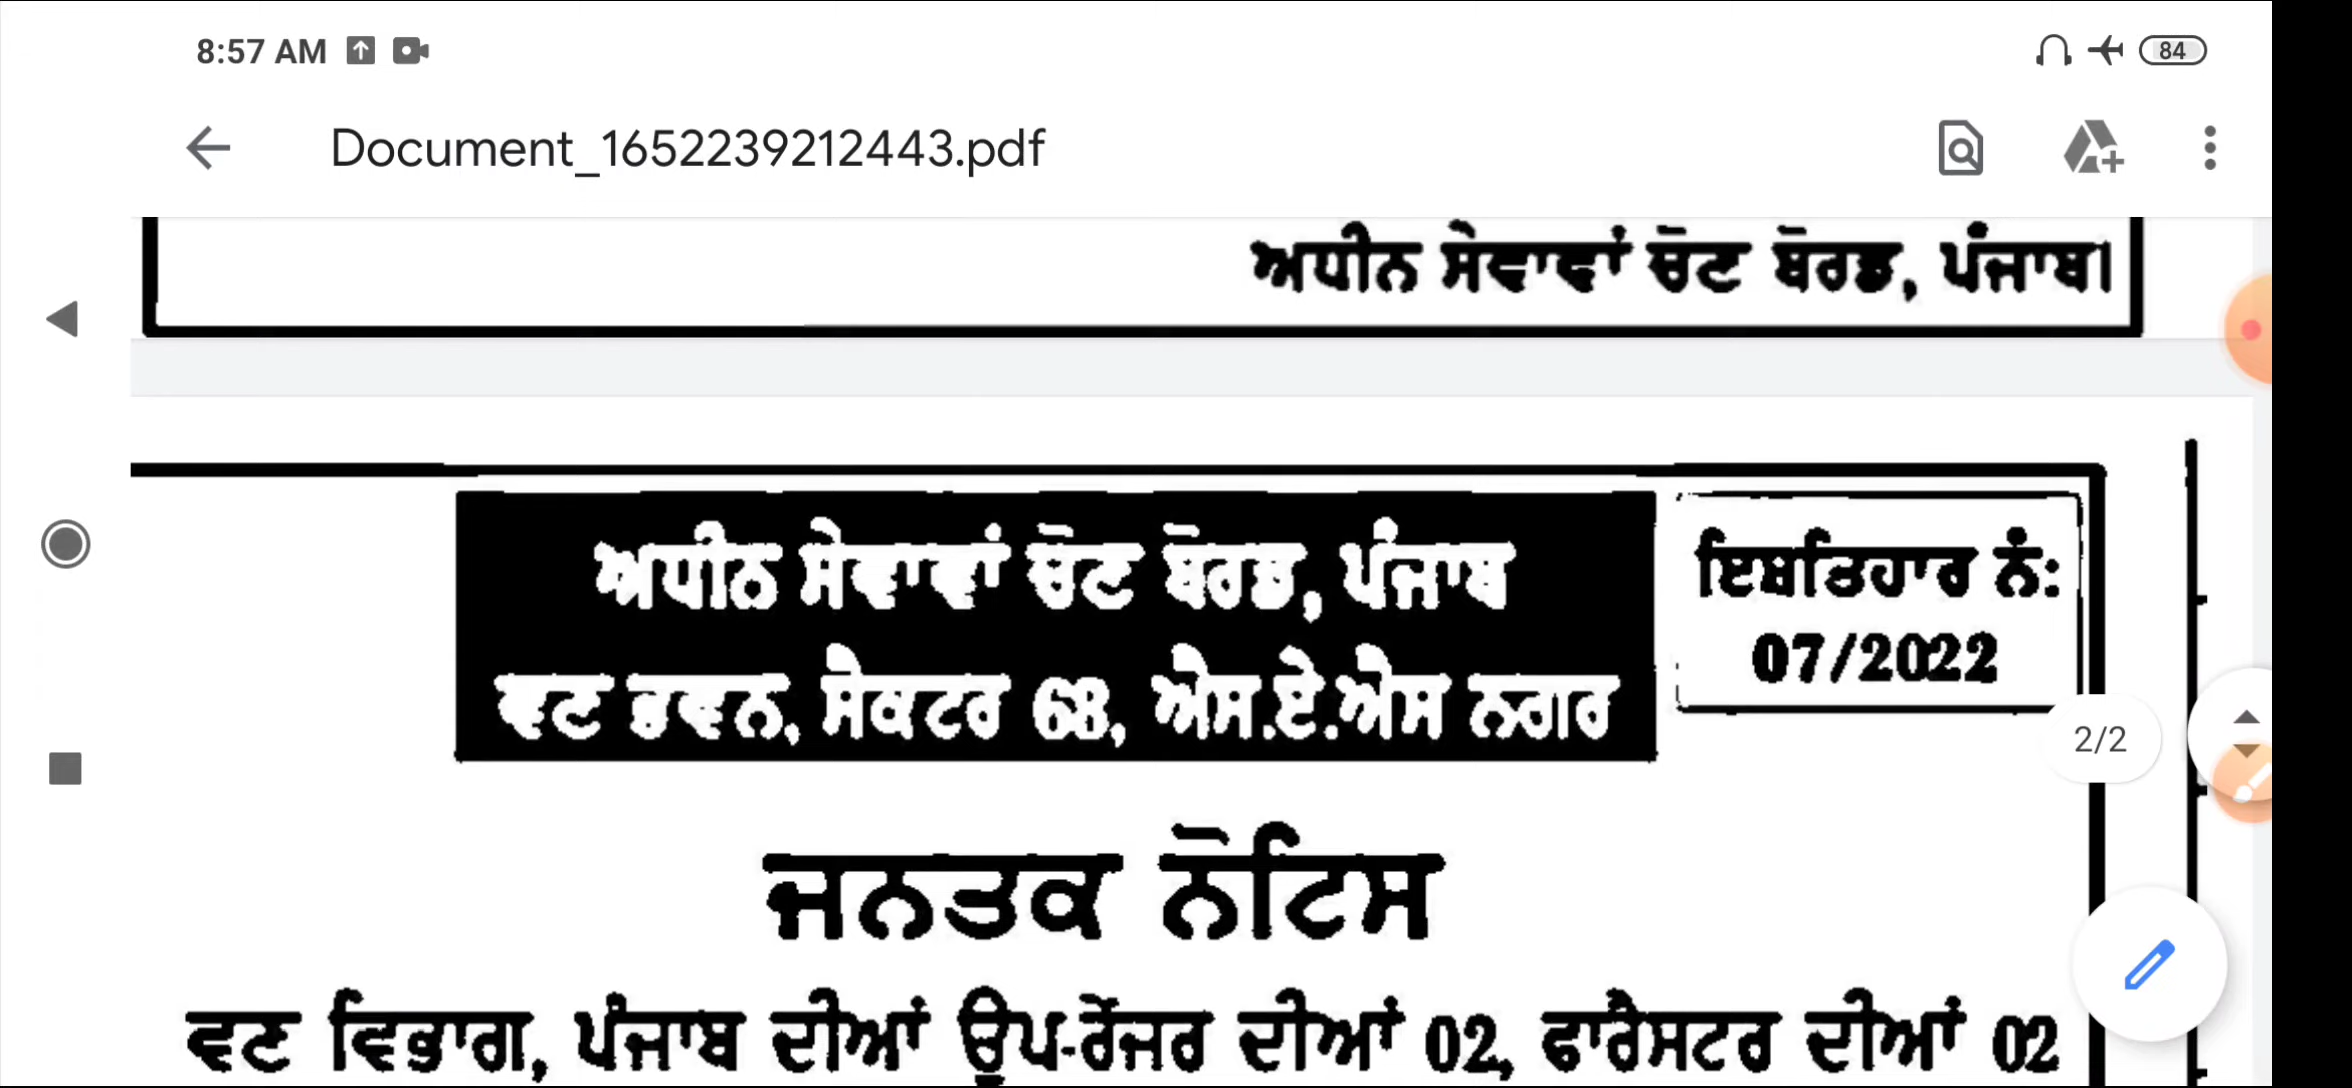 8:57 AM
84
Document_1652239212443.pdf
ਅਧੀਨ ਸੇਵਾਵਾਂ ਚੋਣ ਬੋਰਡ, ਪੰਜਾਬ।
ਅਧੀਨ ਸੇਵਾਵਾਂ ਚੋਣ ਬੋਰਡ, ਪੰਜਾਬ
ਵਣ ਭਵਨ, ਸੈਕਟਰ 68, ਐਸ.ਏ.ਐਸ ਨਗਰ
ਇਸ਼ਤਿਹਾਰ ਨੰ:
07/2022
2/2
ਜਨਤਕ ਨੋਟਿਸ
ਵਣ ਵਿਭਾਗ, ਪੰਜਾਬ ਦੀਆਂ ਉਪ-ਰੇਂਜਰ ਦੀਆਂ 02, ਫਾਰੈਸਟਰ ਦੀਆਂ 02